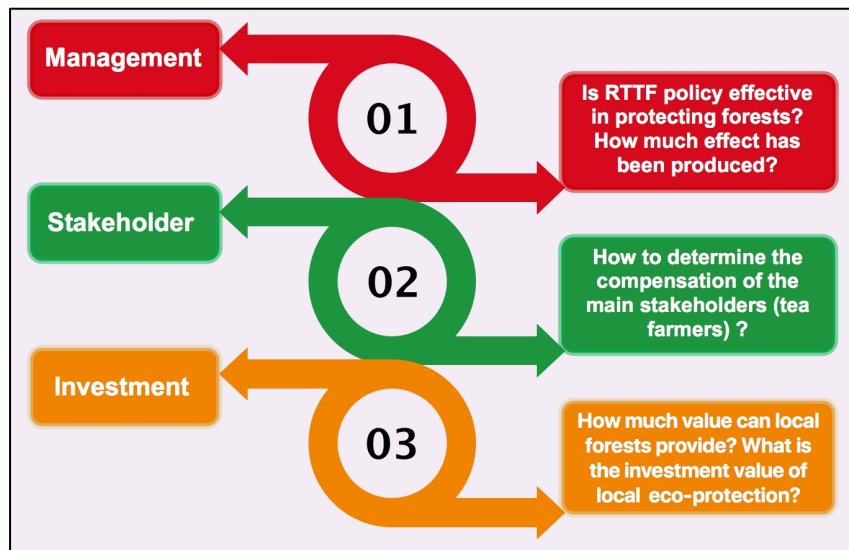 Management
01
Is RTTF policy effective
in protecting forests?
How much effect has
been produced?
Stakeholder
02
How to determine the
compensation of the
main stakeholders (tea
farmers) ?
Investment
03
How much value can local
forests provide? What is
the investment value of
local eco-protection?